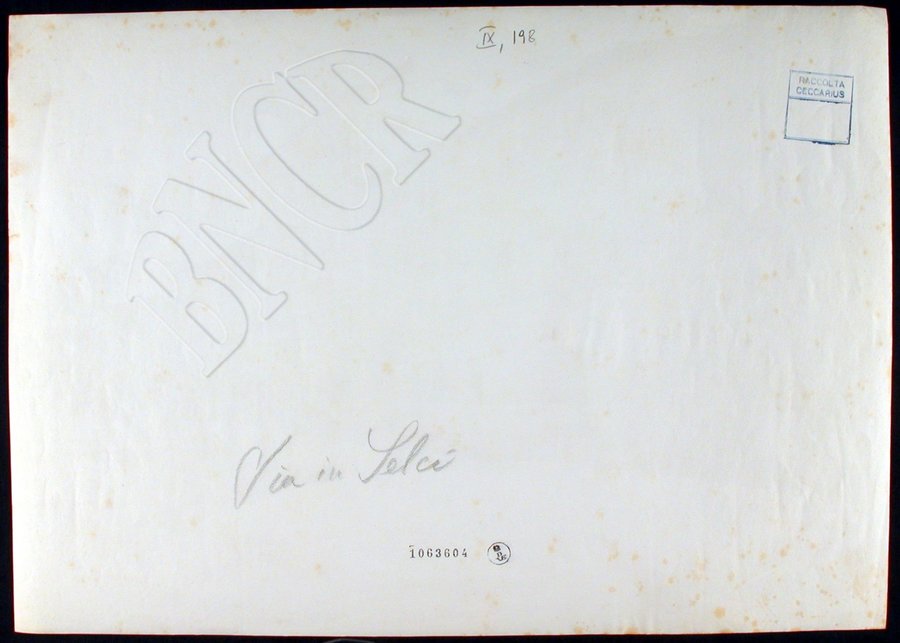 IX, 198
RACCOLTA
CECCARIUS
BNCR
Via in Selci
1063604